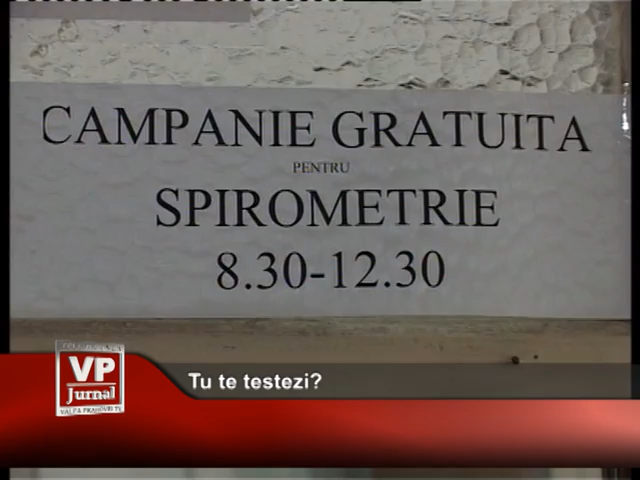 CAMPANIE GRATUITA
PENTRU
SPIROMETRIE
8.30-12.30
VP
Jurnal
VALEA PRAHOVEI TV
Tu te testezi?